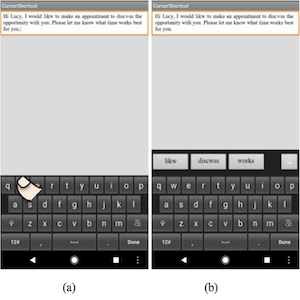 CursorShortcut
Hi Lucy, I would likw to make an appointment to discwss the
opportunity with you. Please let me know what time works best
for you.
q r t y u i o p
a s d f g h j k l
z x c v b n m
12# , . Done
(a)
CursorShortcut
Hi Lucy, I would likw to make an appointment to discwss the
opportunity with you. Please let me know what time works best
for you.
likw discwss works ...
q w e r t y u i o p
a s d f g h j k l
z x c v b n m
12# , . Done
(b)